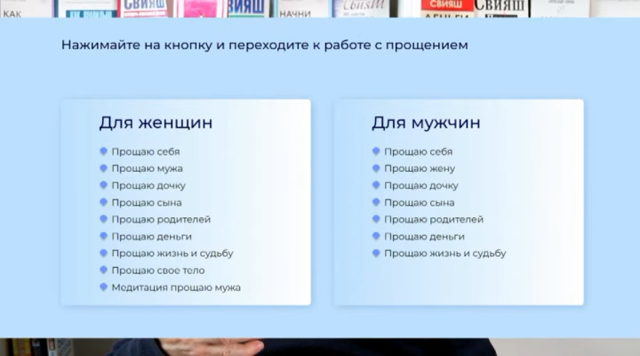 КАК
СВИЯШ
НАЧНИ
СВИЯШ
СВИЯШ
Нажимайте на кнопку и переходите к работе с прощением
Для женщин
Прощаю себя
Прощаю мужа
Прощаю дочку
Прощаю сына
Прощаю родителей
Прощаю деньги
Прощаю жизнь и судьбу
Прощаю свое тело
Медитация прощаю мужа
Для мужчин
Прощаю себя
Прощаю жену
Прощаю дочку
Прощаю сына
Прощаю родителей
Прощаю деньги
Прощаю жизнь и судьбу